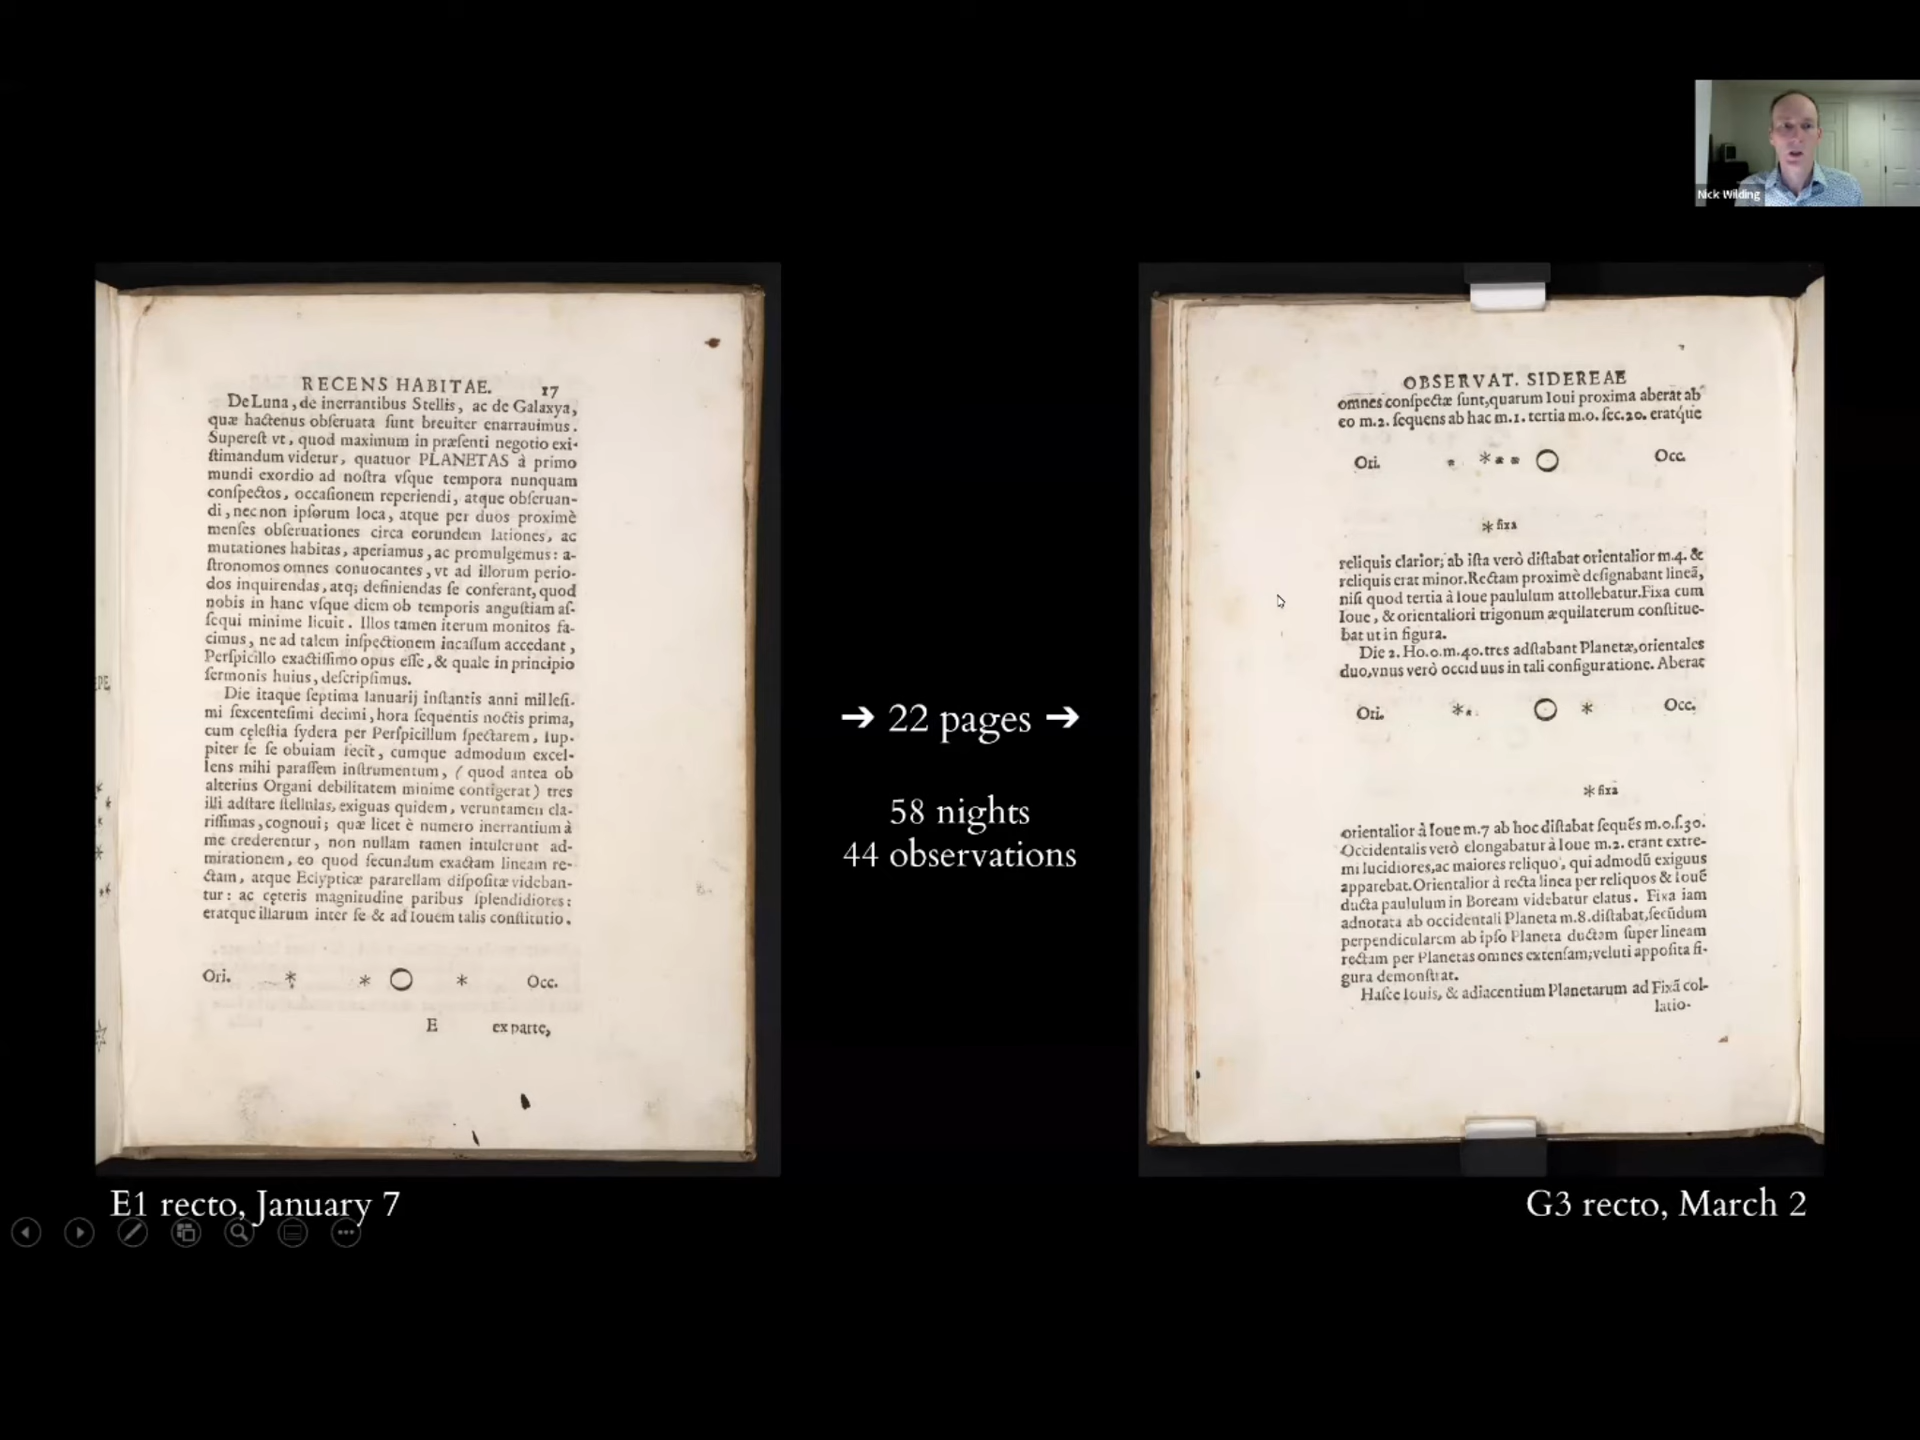 Nick Wilding
RECENS HABITAE. 17
De Luna, de inerrantibus Stellis, ac de Galaxya,
quæ hactenus obſeruata ſunt breuiter enarrauimus.
Supereſt vt, quod maximum in præſenti negotio exi-
ſtimandum videtur, quatuor PLANETAS à primo
mundi exordio ad noſtra vſque tempora nunquam
conſpectos, occaſionem reperiendi, atque obſeruan-
di, nec non ipſorum loca, atque per duos proximè
menſes obſeruationes circa eorundem lationes, ac
mutationes habitas, aperiamus, ac promulgemus: a-
ſtronomos omnes conuocantes, vt ad illorum perio-
dos inquirendas, atq; definiendas ſe conferant, quod
nobis in hanc vſque diem ob temporis anguſtiam aſ-
ſequi minime licuit. Illos tamen iterum monitos fa-
cimus, ne ad talem inſpectionem incaſſum accedant,
Perſpicillo exactiſſimo opus eſſe, & quale in principio
ſermonis huius, deſcripſimus.
Die itaque ſeptima Ianuarij inſtantis anni milleſi-
mi ſexcenteſimi decimi, hora ſequentis noctis prima,
cum cęleſtia ſydera per Perſpicillum ſpectarem, Iup-
piter ſe ſe obuiam fecit, cumque admodum excel-
lens mihi paraſſem inſtrumentum, (quod antea ob
alterius Organi debilitatem minime contigerat) tres
illi adſtare ſtellulas, exiguas quidem, veruntamen cla-
riſſimas, cognoui; quæ licet è numero inerrantium à
me crederentur, non nullam tamen intulerunt ad-
mirationem, eo quod ſecundum exactam lineam re-
ctam, atque Eclypticæ pararellam diſpoſitæ videban-
tur: ac cęteris magnitudine paribus ſplendidiores:
eratque illarum inter ſe & ad Iouem talis conſtitutio.
Ori. * * ○ * Occ.
E ex parte,
E1 recto, January 7
➔ 22 pages ➔
58 nights
44 observations
OBSERVAT. SIDEREAE
omnes conſpectæ ſunt, quarum Ioui proxima aberat ab
eo m.2. ſequens ab hac m.1. tertia m.0. ſec.20. eratque
Ori. * *** ○ Occ.
* fixa
reliquis clarior; ab iſta verò diſtabat orientalior m.4. &
reliquis erat minor. Rectam proximè deſignabant lineã,
niſi quod tertia à Ioue paululum attollebatur. Fixa cum
Ioue, & orientaliori trigonum æquilaterum conſtitue-
bat ut in figura.
Die 2. Ho.0.m.40. tres adſtabant Planetæ, orientales
duo, vnus verò occiduus in tali configuratione. Aberat
Ori. ** ○ * Occ.
* fixa
orientalior à Ioue m.7 ab hoc diſtabat ſequẽs m.0.ſ.30.
Occidentalis verò elongabatur à Ioue m.2. erant extre-
mi lucidiores, ac maiores reliquo, qui admodũ exiguus
apparebat. Orientalior à recta linea per reliquos & Iouẽ
ducta paululum in Boream videbatur elatus. Fixa iam
adnotata ab occidentali Planeta m.8. diſtabat, ſecũdum
perpendicularem ab ipſo Planeta ductam ſuper lineam
rectam per Planetas omnes extenſam; veluti appoſita fi-
gura demonſtrat.
Haſce Iouis, & adiacentium Planetarum ad Fixã col-
latio-
G3 recto, March 2